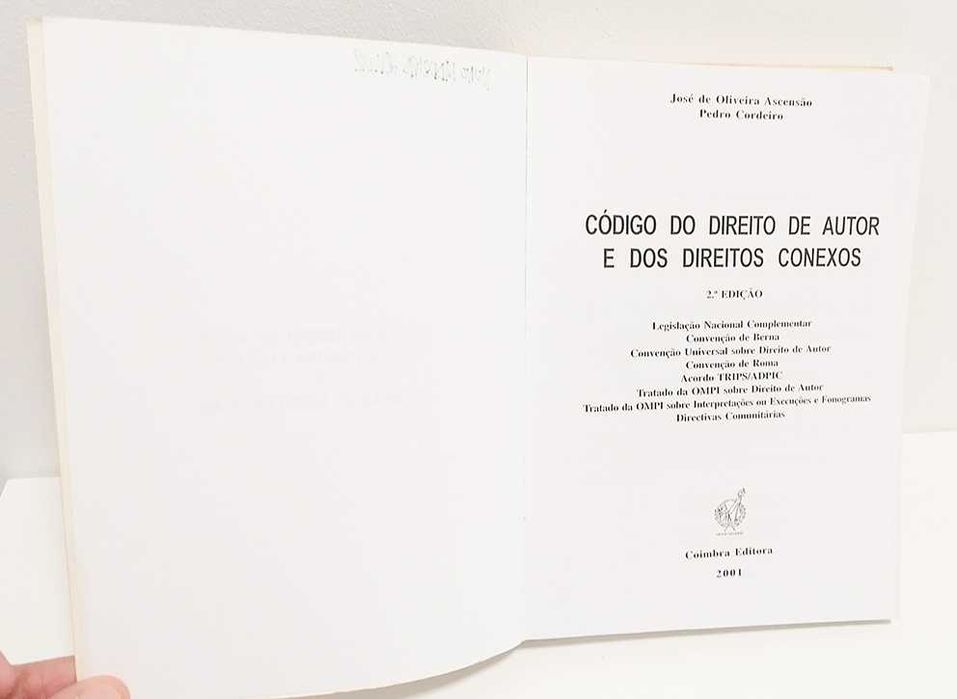 José de Oliveira Ascensão
Pedro Cordeiro
CÓDIGO DO DIREITO DE AUTOR
E DOS DIREITOS CONEXOS
2.ª EDIÇÃO
Legislação Nacional Complementar
Convenção de Berna
Convenção Universal sobre Direito de Autor
Convenção de Roma
Acordo TRIPS/ADPIC
Tratado da OMPI sobre Direito de Autor
Tratado da OMPI sobre Interpretações ou Execuções e Fonogramas
Directivas Comunitárias
Coimbra Editora
2001